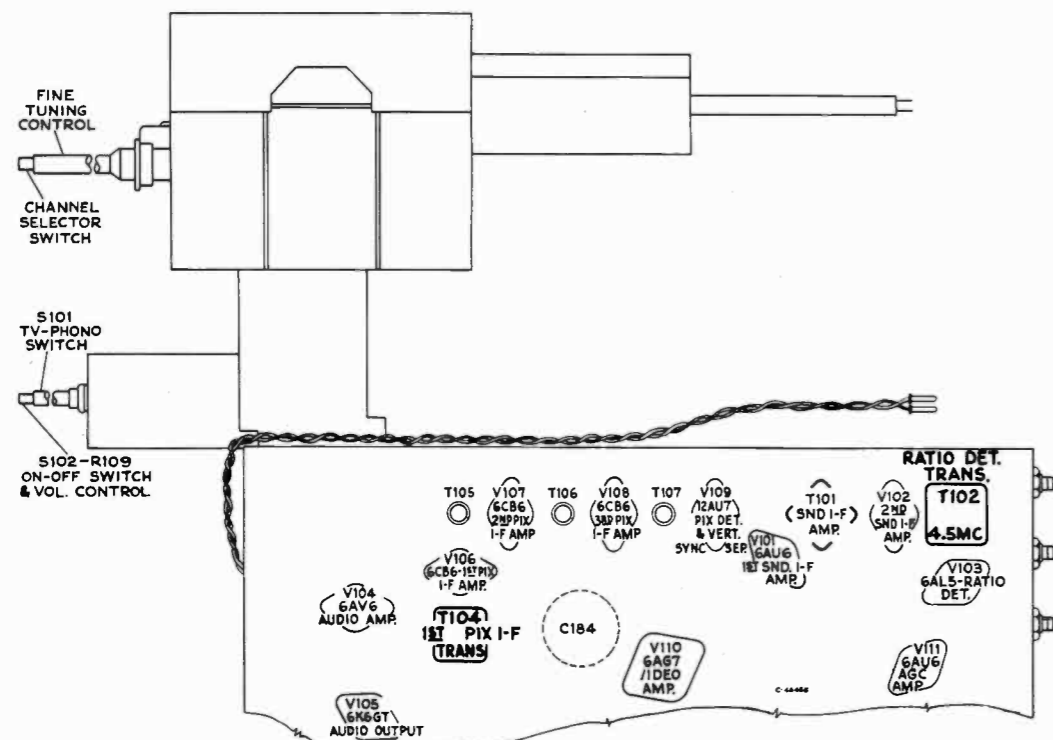 FINE
TUNING
CONTROL
CHANNEL
SELECTOR
SWITCH
S101
TV-PHONO
SWITCH
S102-R109
ON-OFF SWITCH
& VOL. CONTROL
RATIO DET.
TRANS.
T102
4.5MC
T105
V107
6CB6
2ND PIX
I-F AMP
T106
V108
6CB6
3RD PIX
I-F AMP
T107
V109
12AU7
PIX DET.
& VERT.
SYNC SEP.
V101
6AU6
1ST SND. I-F
AMP.
T101
SND I-F
AMP.
V102
2ND
SND I-F
AMP.
V103
6AL5-RATIO
DET.
V106
6CB6-1ST PIX
I-F AMP.
V104
6AV6
AUDIO AMP.
T104
1ST PIX I-F
TRANS
C184
V110
6AG7
/IDEO
AMP.
V111
6AU6
AGC
AMP
V105
6K6GT
AUDIO OUTPUT